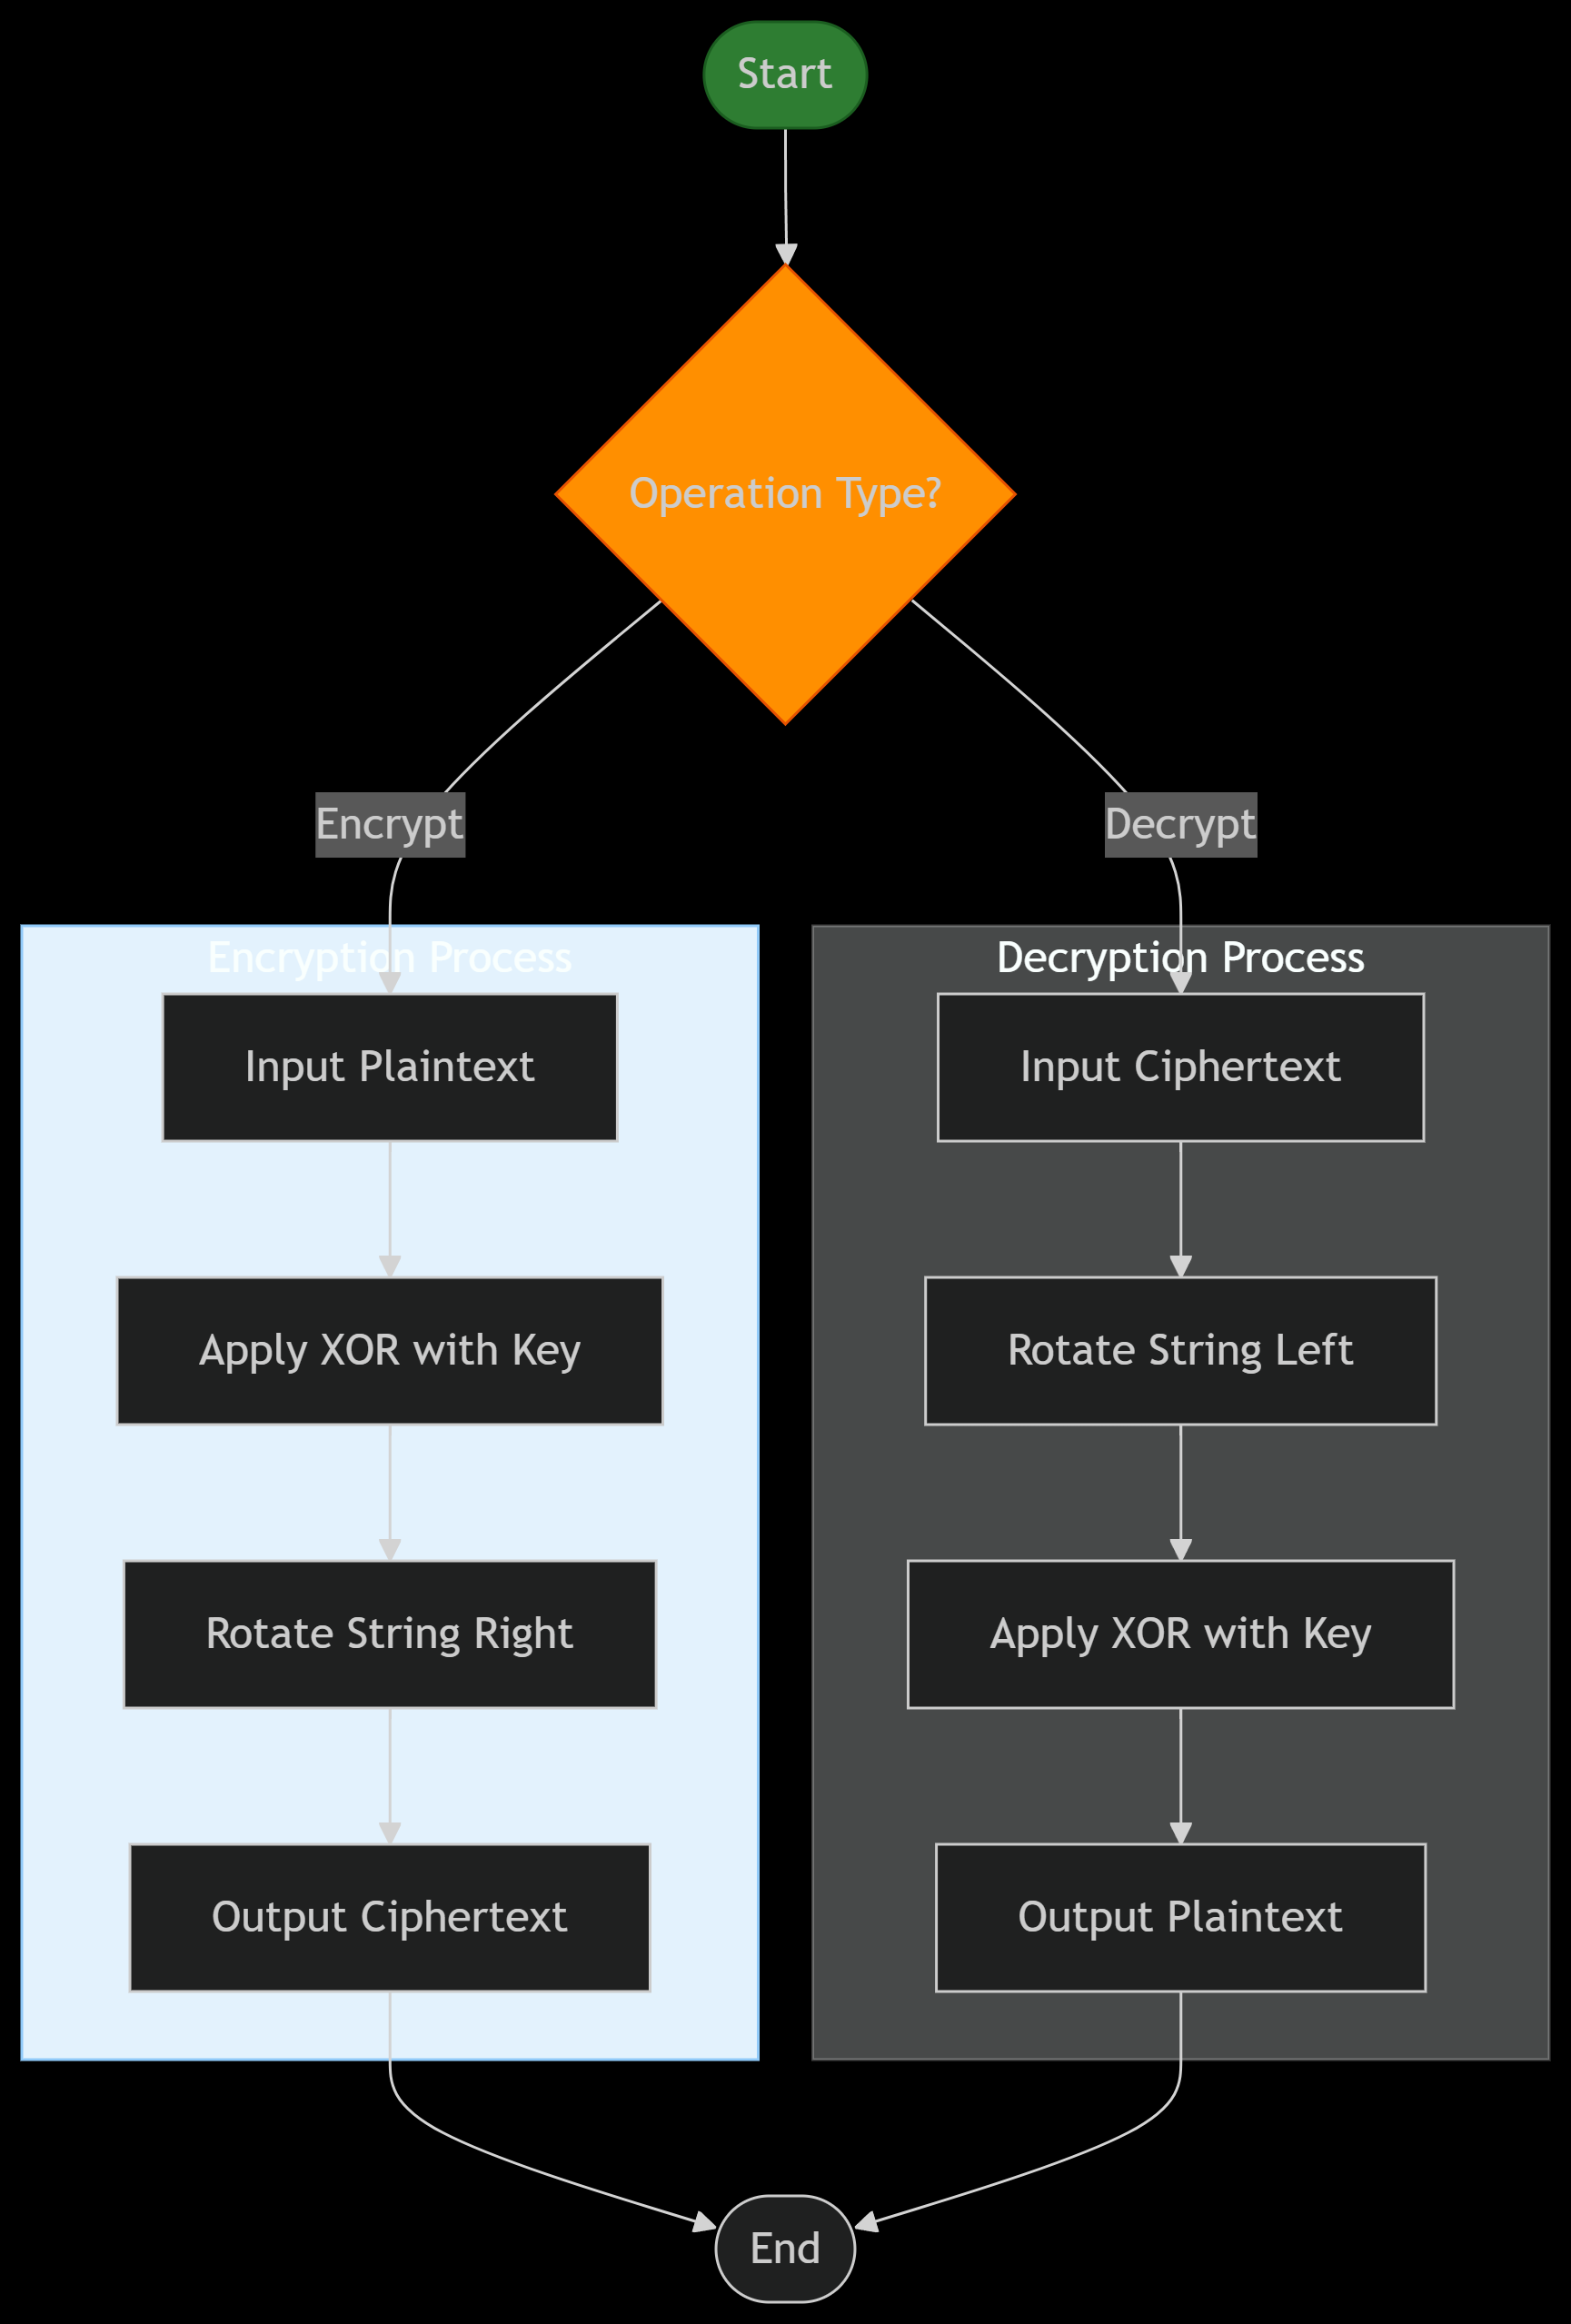 Start
Operation Type?
Encrypt
Decrypt
Encryption Process
Input Plaintext
Apply XOR with Key
Rotate String Right
Output Ciphertext
Decryption Process
Input Ciphertext
Rotate String Left
Apply XOR with Key
Output Plaintext
End